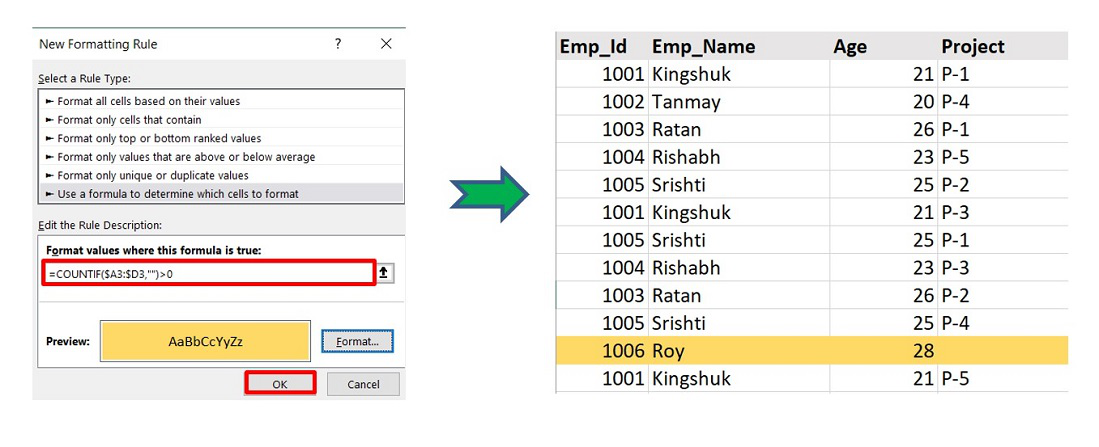 New Formatting Rule ? ×
Select a Rule Type:
► Format all cells based on their values
► Format only cells that contain
► Format only top or bottom ranked values
► Format only values that are above or below average
► Format only unique or duplicate values
► Use a formula to determine which cells to format
Edit the Rule Description:
Format values where this formula is true:
=COUNTIF($A3:$D3,"")>0
Preview: AaBbCcYyZz Format...
OK Cancel
Emp_Id Emp_Name Age Project
1001 Kingshuk 21 P-1
1002 Tanmay 20 P-4
1003 Ratan 26 P-1
1004 Rishabh 23 P-5
1005 Srishti 25 P-2
1001 Kingshuk 21 P-3
1005 Srishti 25 P-1
1004 Rishabh 23 P-3
1003 Ratan 26 P-2
1005 Srishti 25 P-4
1006 Roy 28
1001 Kingshuk 21 P-5